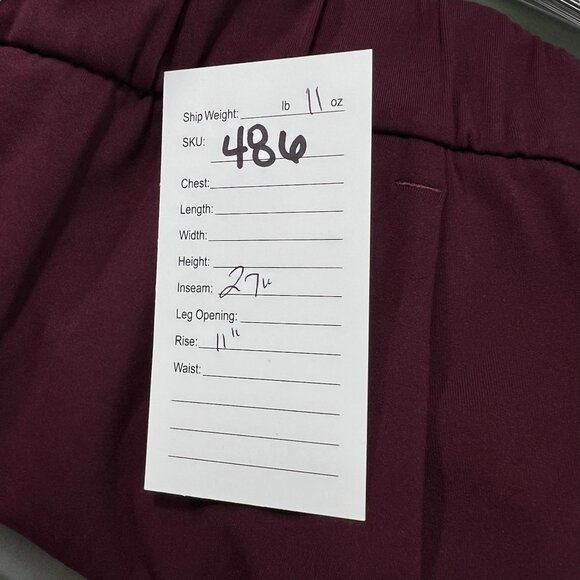 Ship Weight: lb 11 oz
SKU: 486
Chest:
Length:
Width:
Height:
Inseam: 27"
Leg Opening:
Rise: 11"
Waist: